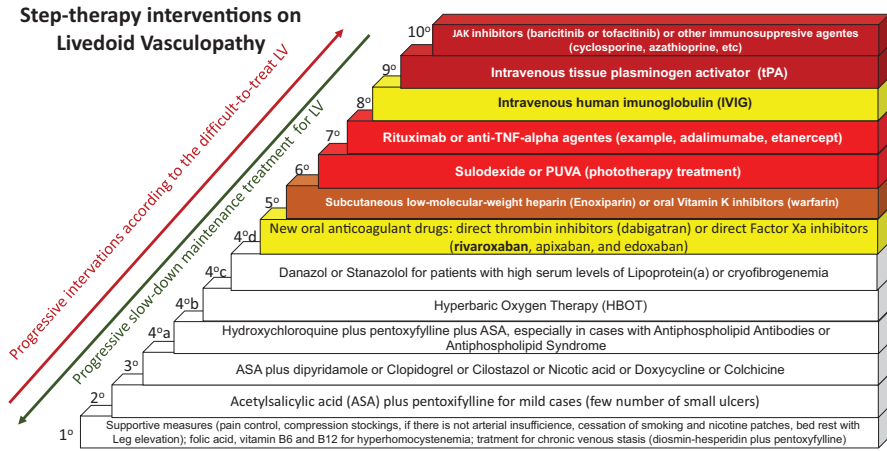 Step-therapy interventions on
Livedoid Vasculopathy
Progressive intervations according to the difficult-to-treat LV
Progressive slow-down maintenance treatment for LV
10º
JAK inhibitors (baricitinib or tofacitinib) or other immunosuppresive agentes
(cyclosporine, azathioprine, etc)
9º
Intravenous tissue plasminogen activator (tPA)
Intravenous human imunoglobulin (IVIG)
8º
Rituximab or anti-TNF-alpha agentes (example, adalimumabe, etanercept)
7º
Sulodexide or PUVA (phototherapy treatment)
6º
Subcutaneous low-molecular-weight heparin (Enoxiparin) or oral Vitamin K inhibitors (warfarin)
5º
New oral anticoagulant drugs: direct thrombin inhibitors (dabigatran) or direct Factor Xa inhibitors
(rivaroxaban, apixaban, and edoxaban)
4ºd
Danazol or Stanazolol for patients with high serum levels of Lipoprotein(a) or cryofibrogenemia
4ºc
Hyperbaric Oxygen Therapy (HBOT)
4ºb
Hydroxychloroquine plus pentoxyfylline plus ASA, especially in cases with Antiphospholipid Antibodies or
Antiphospholipid Syndrome
4ºa
ASA plus dipyridamole or Clopidogrel or Cilostazol or Nicotic acid or Doxycycline or Colchicine
3º
Acetylsalicylic acid (ASA) plus pentoxifylline for mild cases (few number of small ulcers)
2º
Supportive measures (pain control, compression stockings, if there is not arterial insufficience, cessation of smoking and nicotine patches, bed rest with
Leg elevation); folic acid, vitamin B6 and B12 for hyperhomocystenemia; tratment for chronic venous stasis (diosmin-hesperidin plus pentoxyfylline)
1º